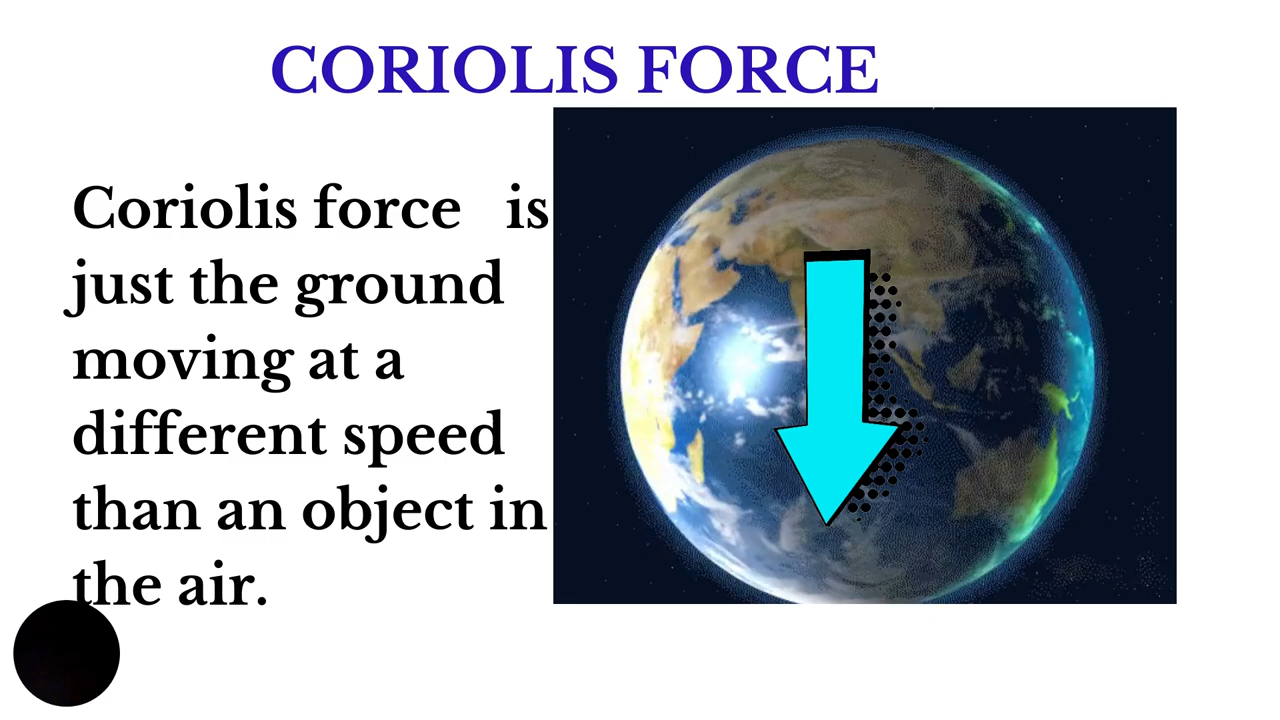 CORIOLIS FORCE
Coriolis force is
just the ground
moving at a
different speed
than an object in
the air.